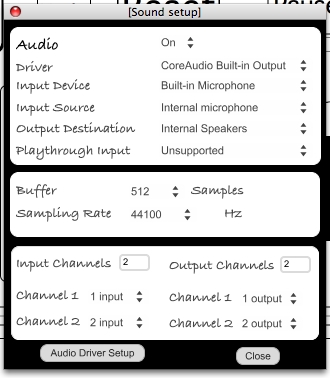 [Sound setup]
Audio On
Driver CoreAudio Built-in Output
Input Device Built-in Microphone
Input Source Internal microphone
Output Destination Internal Speakers
Playthrough Input Unsupported
Buffer 512 Samples
Sampling Rate 44100 Hz
Input Channels 2 Output Channels 2
Channel 1 1 input Channel 1 1 output
Channel 2 2 input Channel 2 2 output
Audio Driver Setup Close